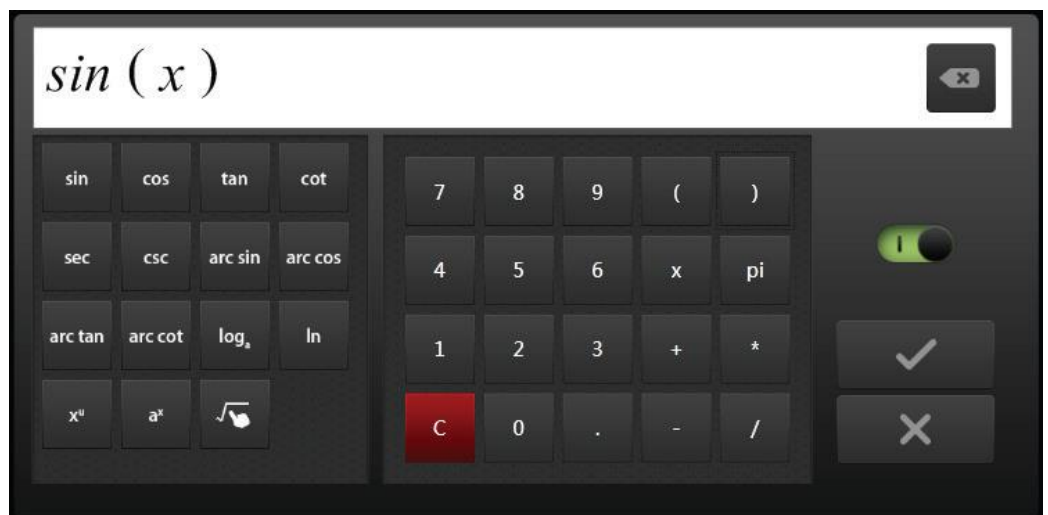 sin ( x )
sin cos tan cot
7 8 9 ( )
sec csc arc sin arc cos
4 5 6 x pi
arc tan arc cot logₐ ln
1 2 3 + *
xᵘ aˣ √
C 0 . - /